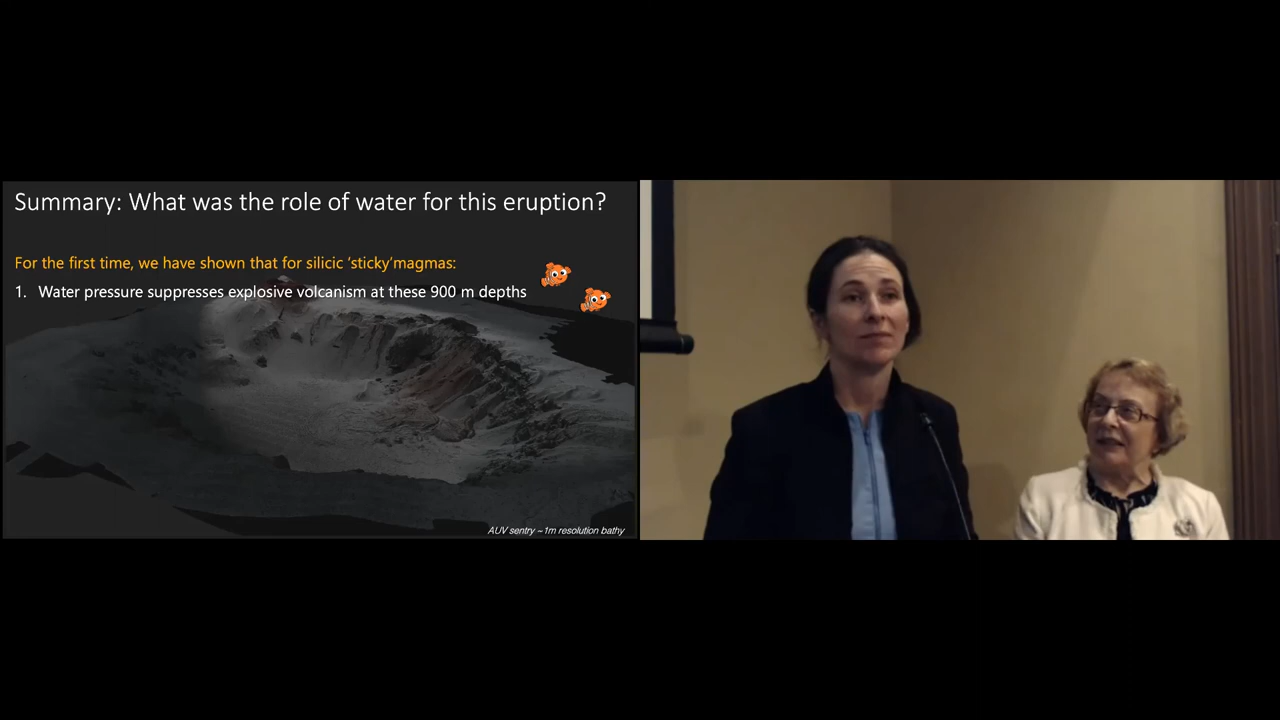 Summary: What was the role of water for this eruption?
For the first time, we have shown that for silicic 'sticky'magmas:
1. Water pressure suppresses explosive volcanism at these 900 m depths
AUV sentry ~1m resolution bathy